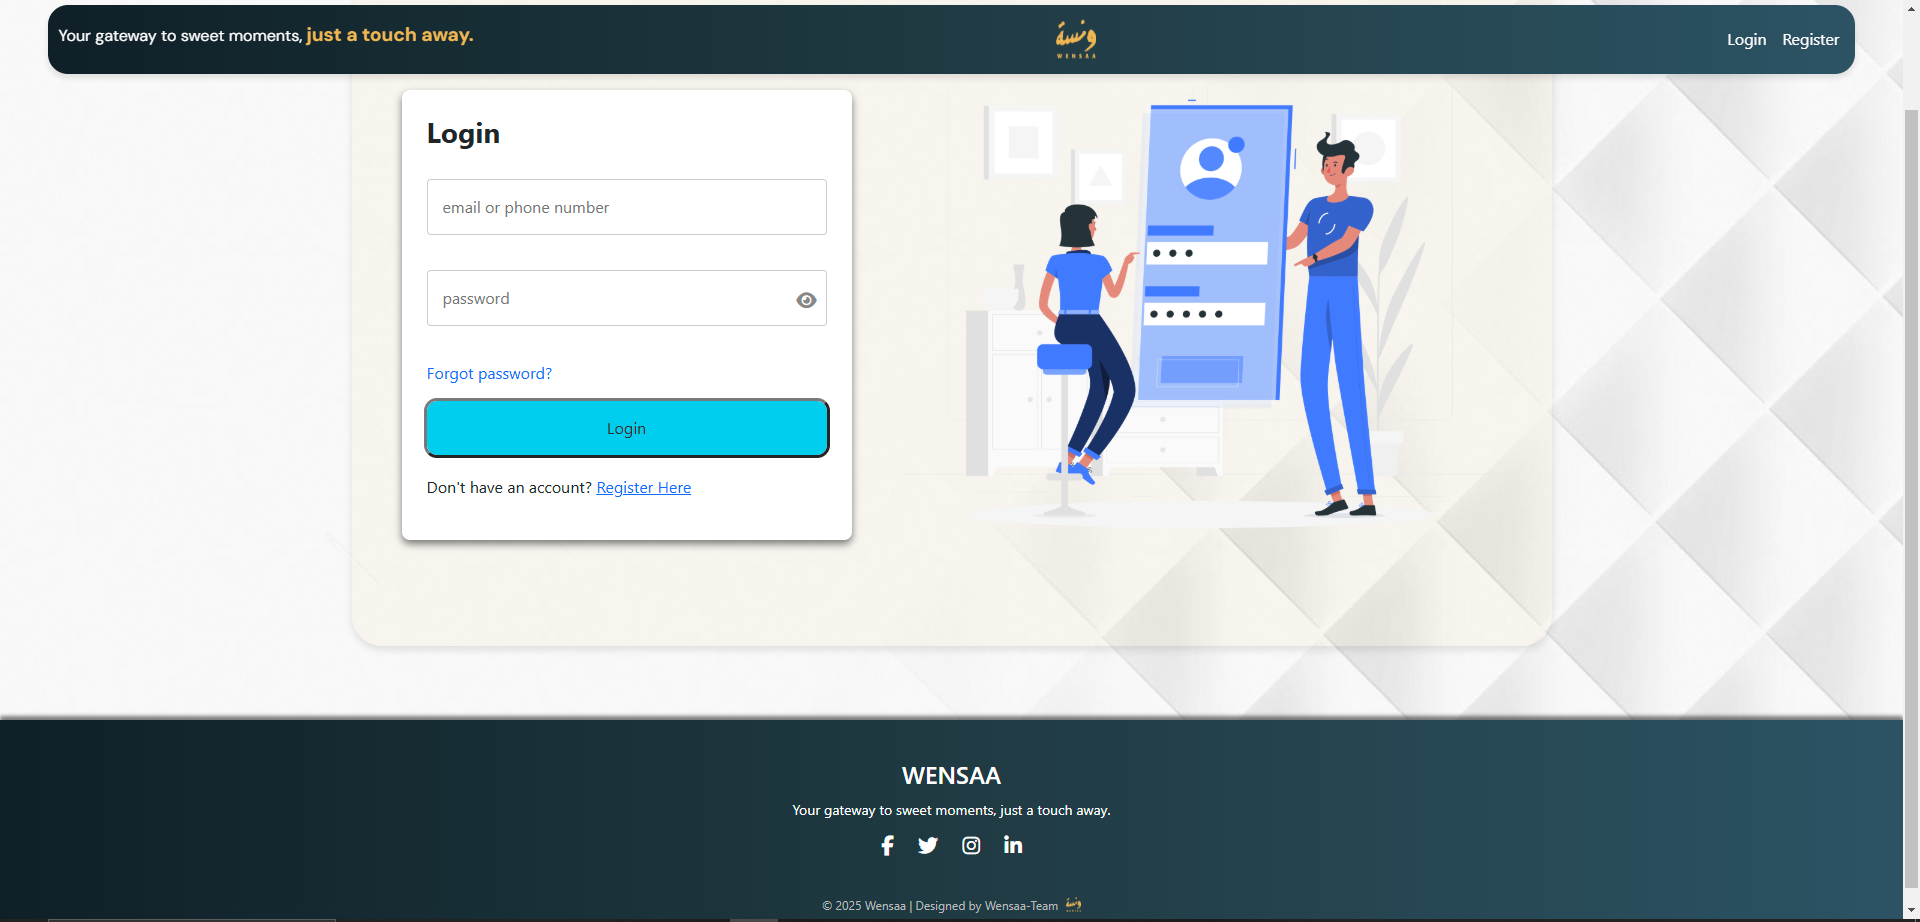 Your gateway to sweet moments, just a touch away.
ونسة
WENSAA
Login Register
Login
email or phone number
password
Forgot password?
Login
Don't have an account? Register Here
WENSAA
Your gateway to sweet moments, just a touch away.
© 2025 Wensaa | Designed by Wensaa-Team ونسة